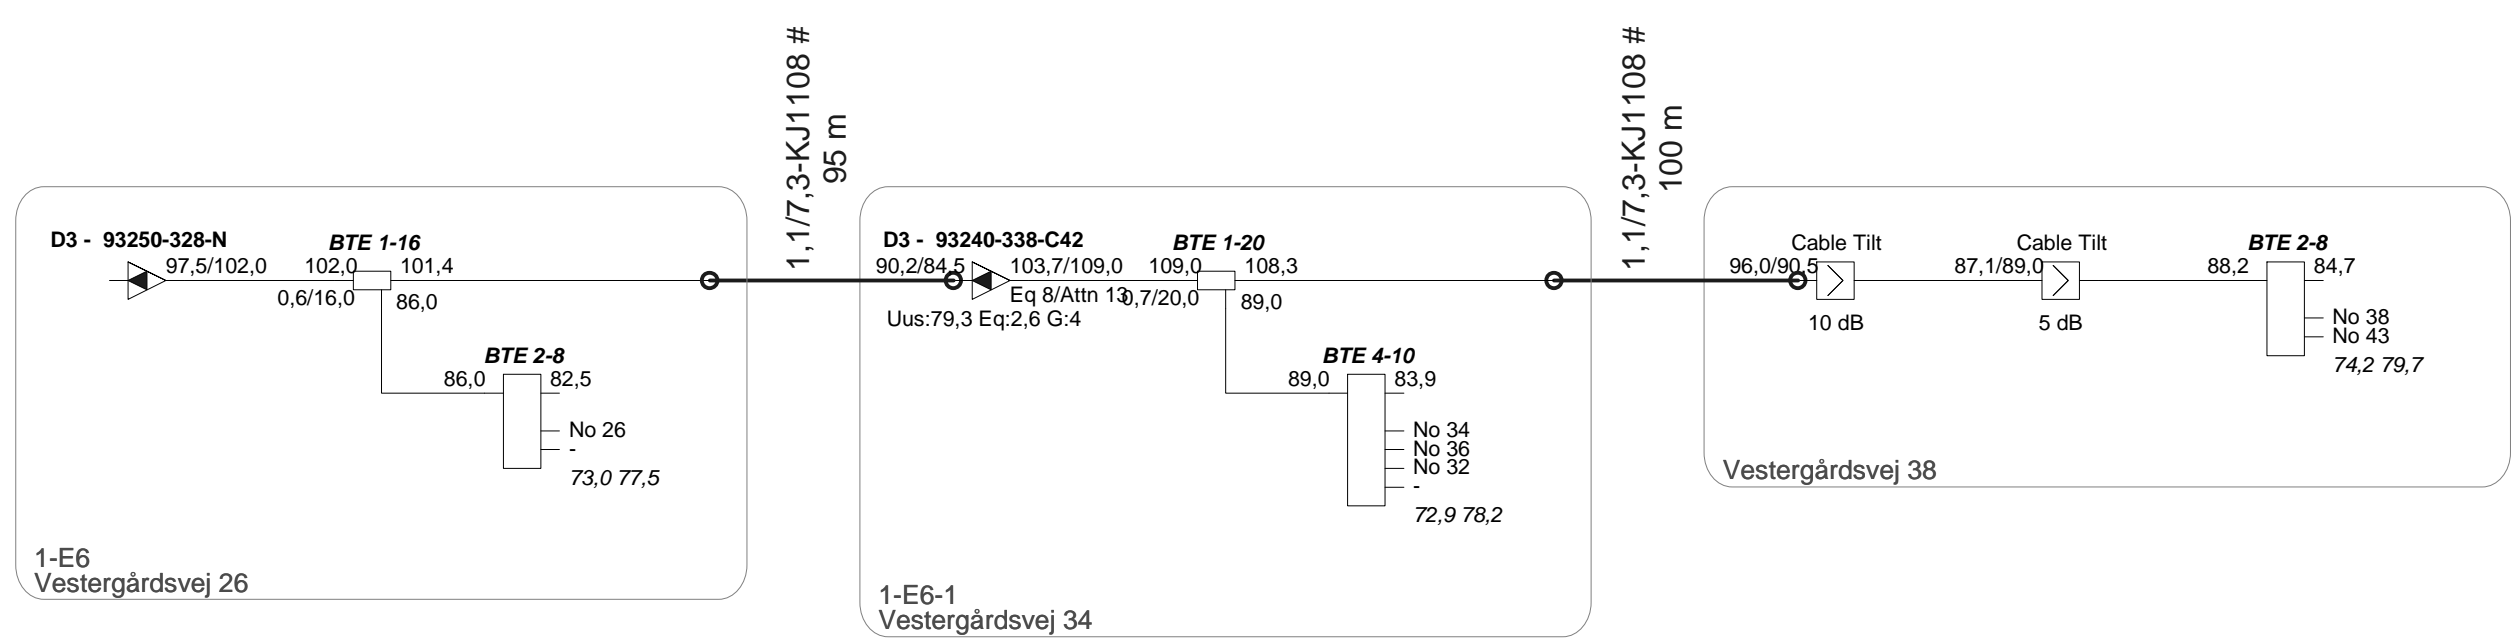 1,1/7,3-KJ1108 #
95 m
1,1/7,3-KJ1108 #
100 m
D3 - 93250-328-N
BTE 1-16
97,5/102,0
102,0
101,4
0,6/16,0
86,0
BTE 2-8
86,0
82,5
No 26
-
73,0 77,5
1-E6
Vestergårdsvej 26
D3 - 93240-338-C42
BTE 1-20
90,2/84,5
103,7/109,0
109,0
108,3
Eq 8/Attn 13
0,7/20,0
89,0
Uus:79,3 Eq:2,6 G:4
BTE 4-10
89,0
83,9
No 34
No 36
No 32
-
72,9 78,2
1-E6-1
Vestergårdsvej 34
Cable Tilt
Cable Tilt
BTE 2-8
96,0/90,5
87,1/89,0
88,2
84,7
10 dB
5 dB
No 38
No 43
74,2 79,7
Vestergårdsvej 38